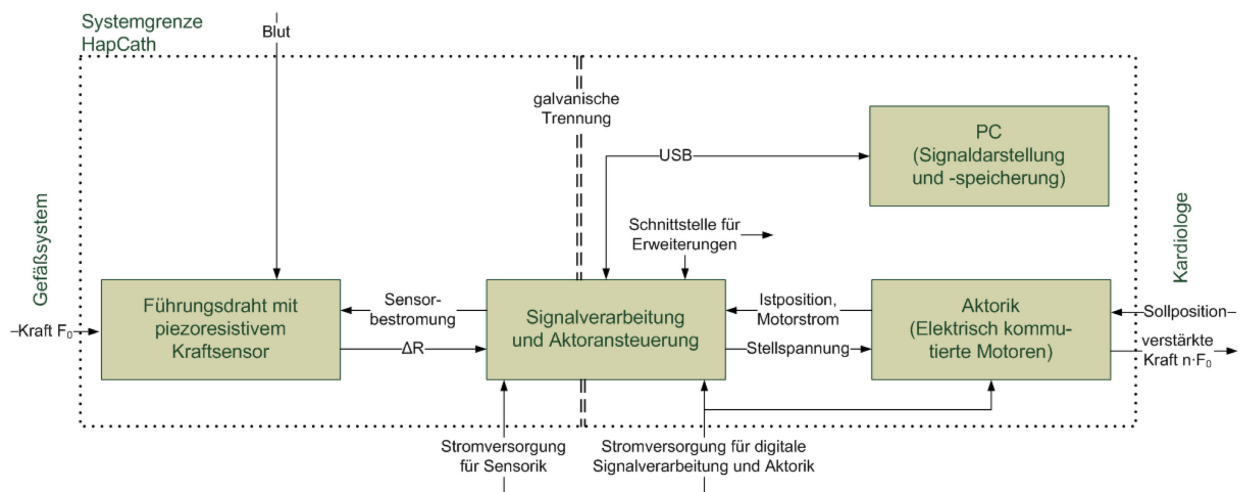 Systemgrenze
HapCath
Blut
galvanische
Trennung
PC
(Signaldarstellung
und -speicherung)
USB
Schnittstelle für
Erweiterungen
Gefäßsystem
Kardiologe
Kraft F₀
Führungsdraht mit
piezoresistivem
Kraftsensor
Sensor-
bestromung
ΔR
Signalverarbeitung
und Aktoransteuerung
Istposition,
Motorstrom
Stellspannung
Aktorik
(Elektrisch kommu-
tierte Motoren)
Sollposition
verstärkte
Kraft n·F₀
Stromversorgung
für Sensorik
Stromversorgung für digitale
Signalverarbeitung und Aktorik